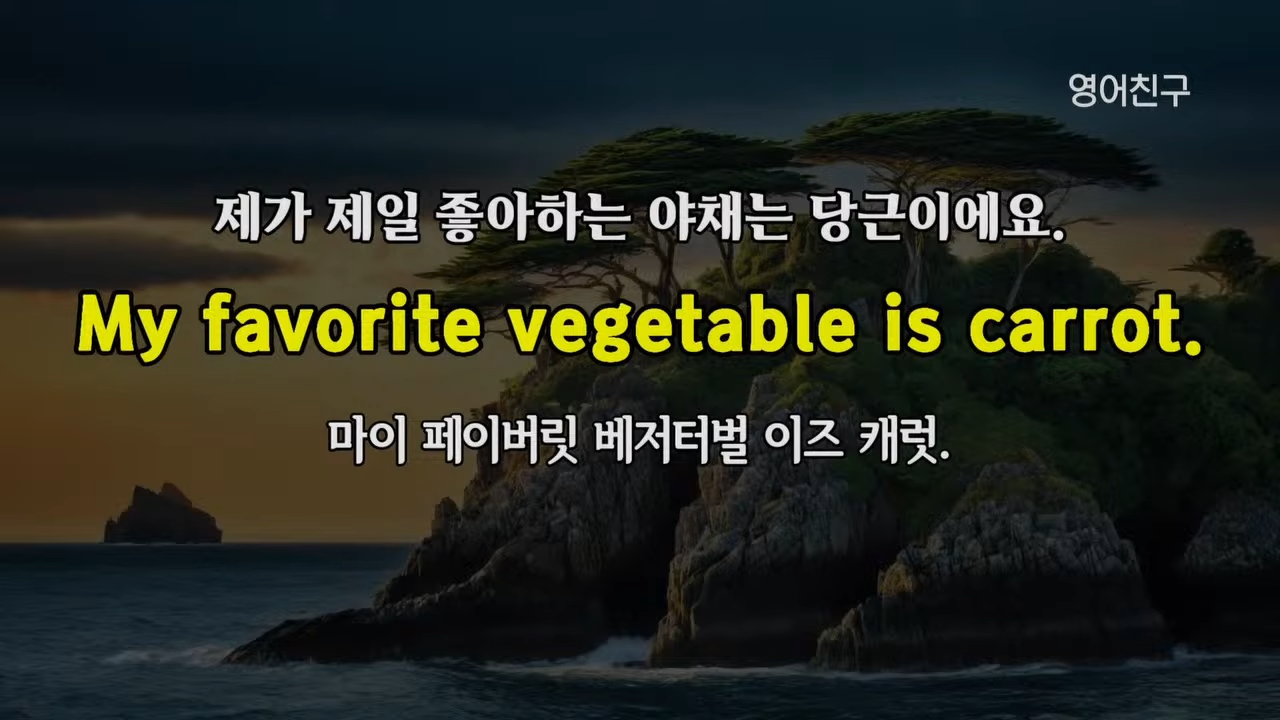 영어친구
제가 제일 좋아하는 야채는 당근이에요.
My favorite vegetable is carrot.
마이 페이버릿 베저터벌 이즈 캐럿.